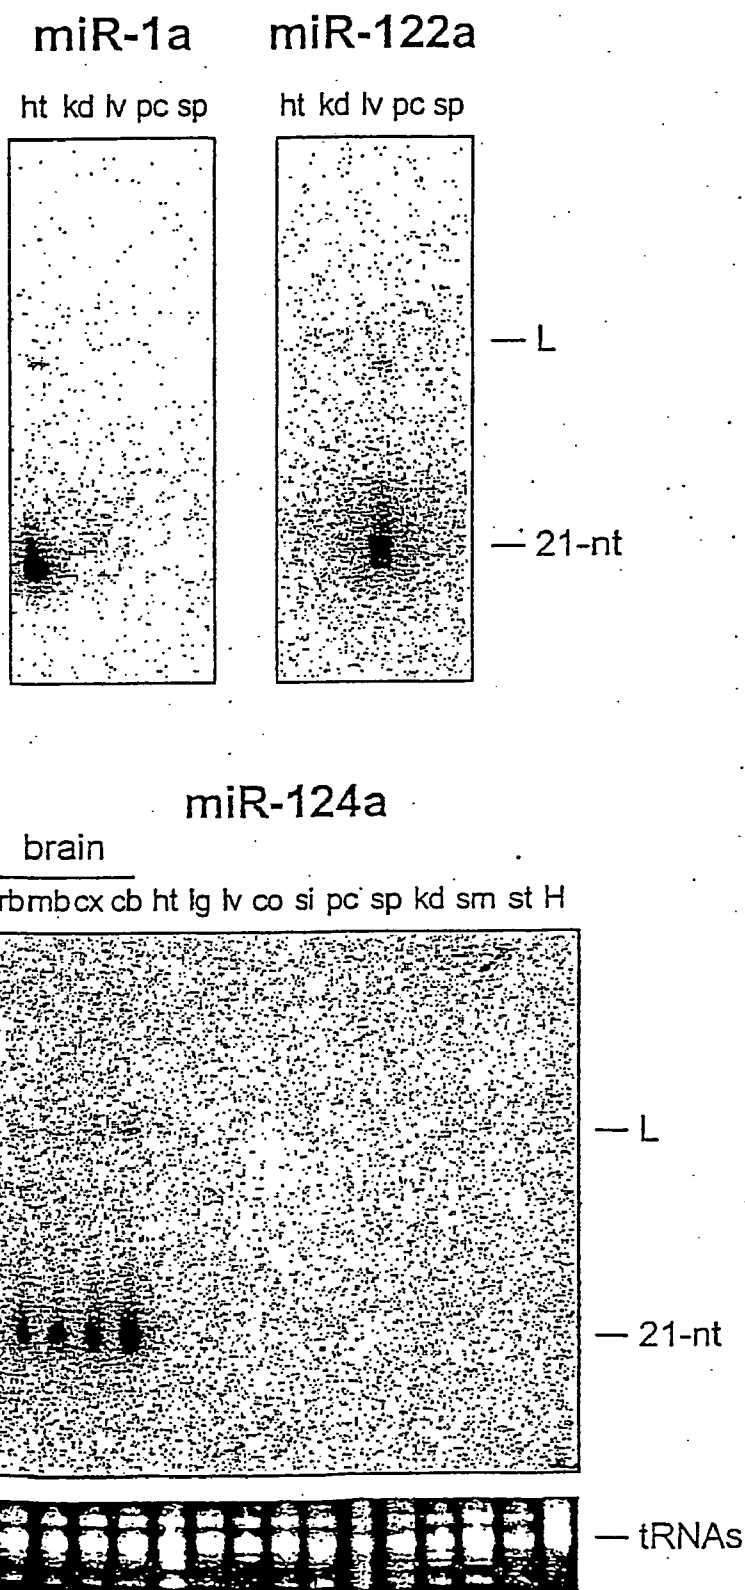 miR-1a miR-122a
ht kd lv pc sp ht kd lv pc sp
— L
— 21-nt
miR-124a
brain
rb mb cx cb ht lg lv co si pc sp kd sm st H
— L
— 21-nt
— tRNAs